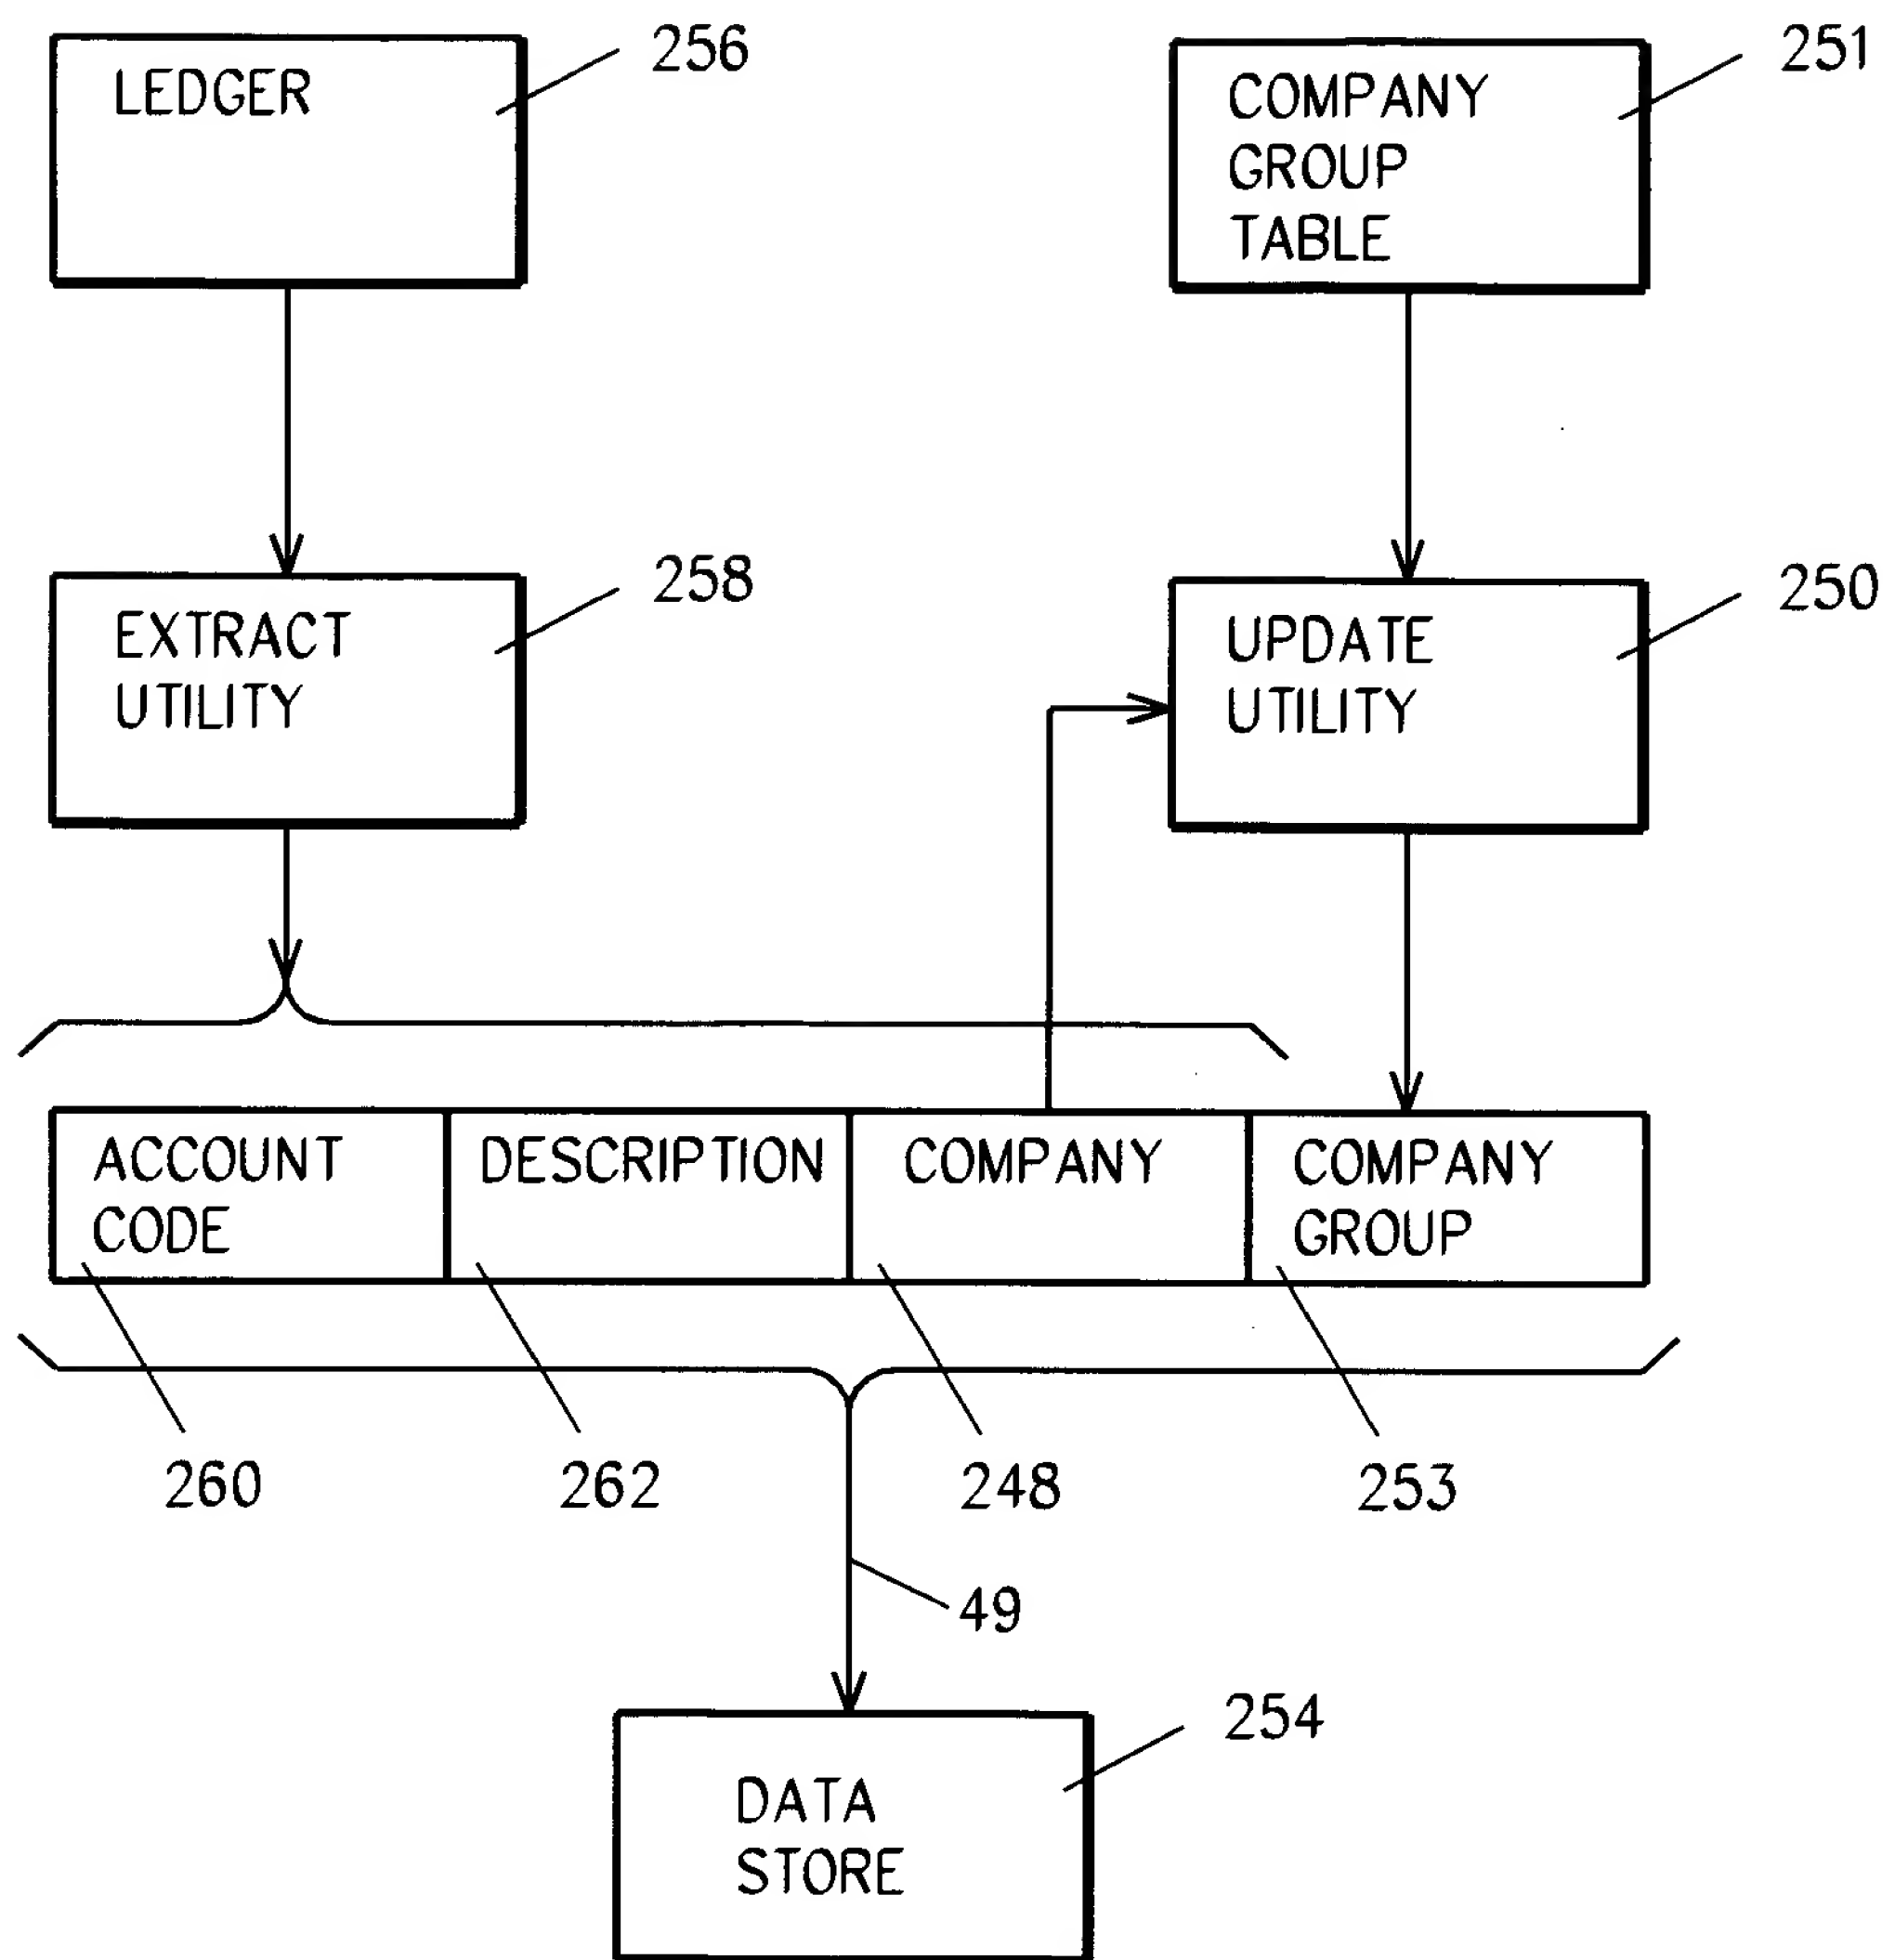 LEDGER
256
COMPANY
GROUP
TABLE
251
EXTRACT
UTILITY
258
UPDATE
UTILITY
250
ACCOUNT
CODE
DESCRIPTION
COMPANY
COMPANY
GROUP
260
262
248
253
49
254
DATA
STORE